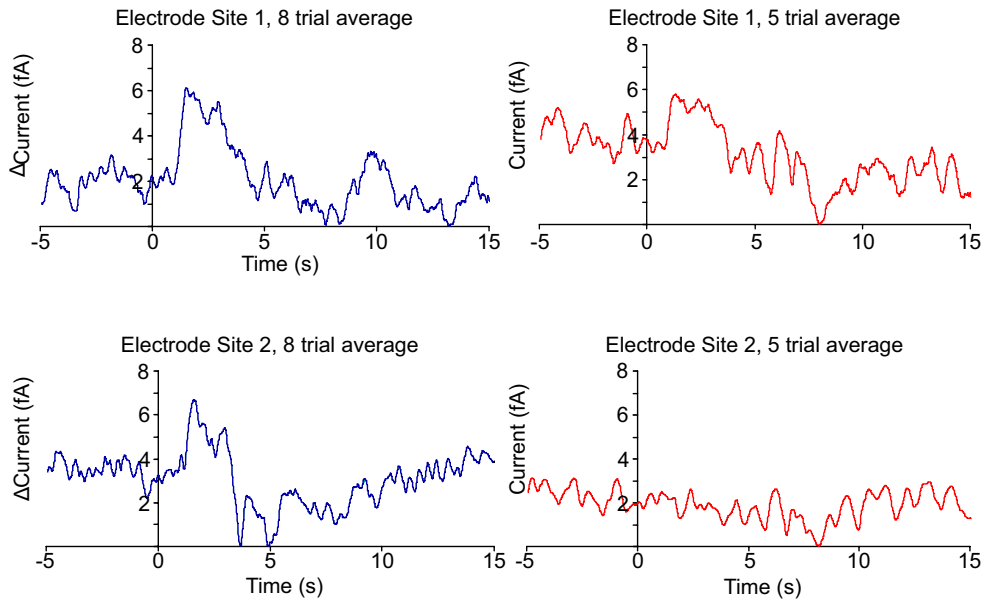 Electrode Site 1, 8 trial average
8
6
4
2
ΔCurrent (fA)
-5 0 5 10 15
Time (s)
Electrode Site 1, 5 trial average
8
6
4
2
Current (fA)
-5 0 5 10 15
Electrode Site 2, 8 trial average
8
6
4
2
ΔCurrent (fA)
-5 0 5 10 15
Time (s)
Electrode Site 2, 5 trial average
8
6
4
2
Current (fA)
-5 0 5 10 15
Time (s)